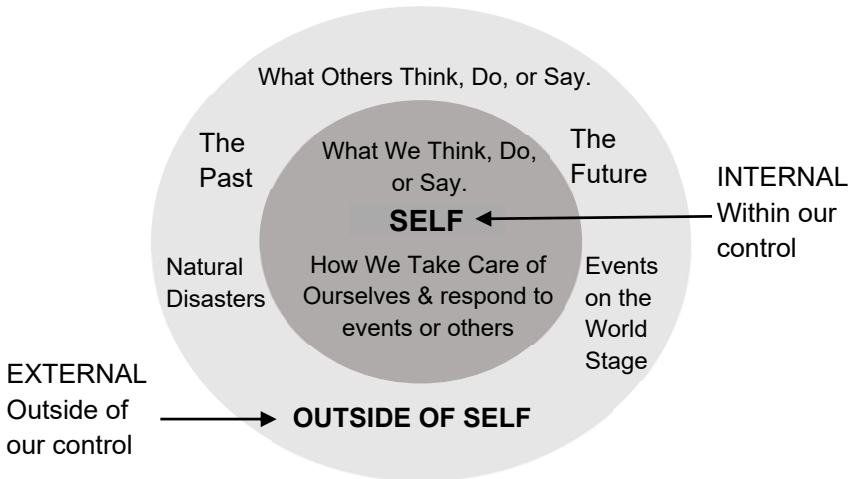 What Others Think, Do, or Say.
The
Past
What We Think, Do,
or Say.
The
Future
SELF
INTERNAL
Within our
control
Natural
Disasters
How We Take Care of
Ourselves & respond to
events or others
Events
on the
World
Stage
EXTERNAL
Outside of
our control
OUTSIDE OF SELF